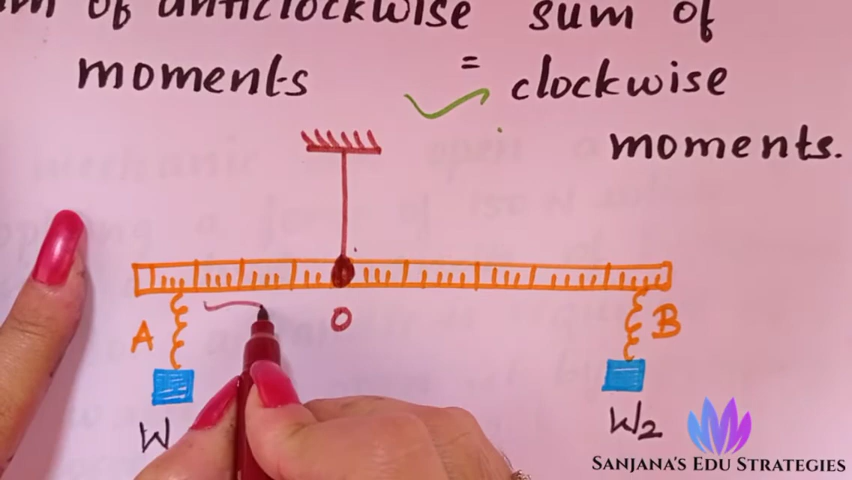 of anticlockwise sum of
moments = clockwise
moments.
O
A B
W W2
SANJANA'S EDU STRATEGIES